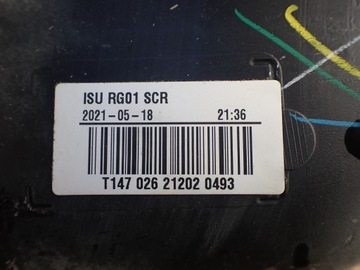 ISU RG01 SCR
2021-05-18 21:36
T147 026 21202 0493